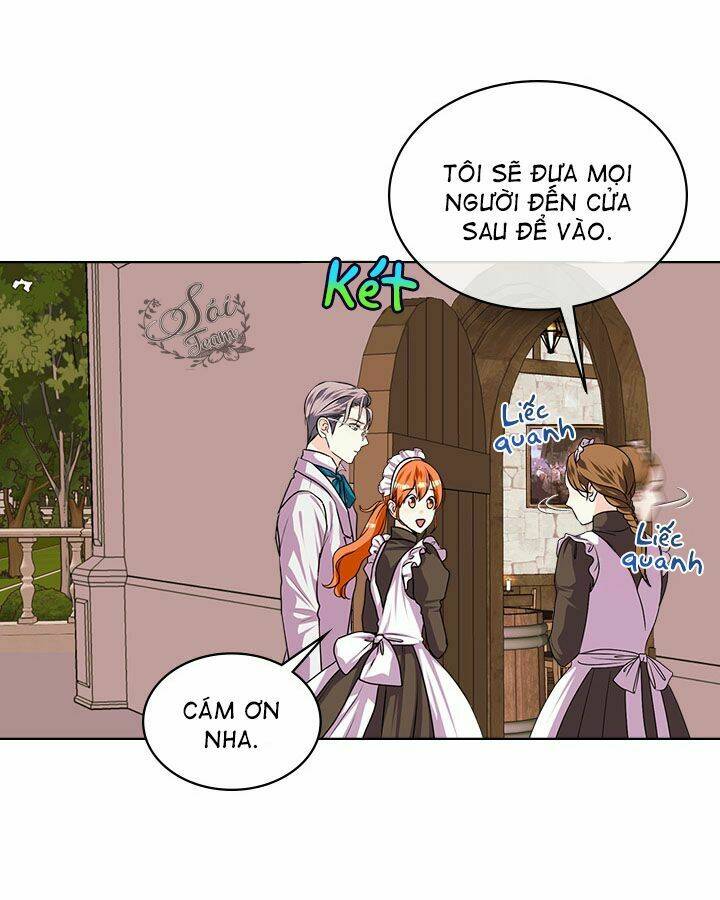 TÔI SẼ ĐƯA MỌI
NGƯỜI ĐẾN CỬA
SAU ĐỂ VÀO.
Két
Sói
Team
Liếc
quanh
Liếc
quanh
CÁM ƠN
NHA.